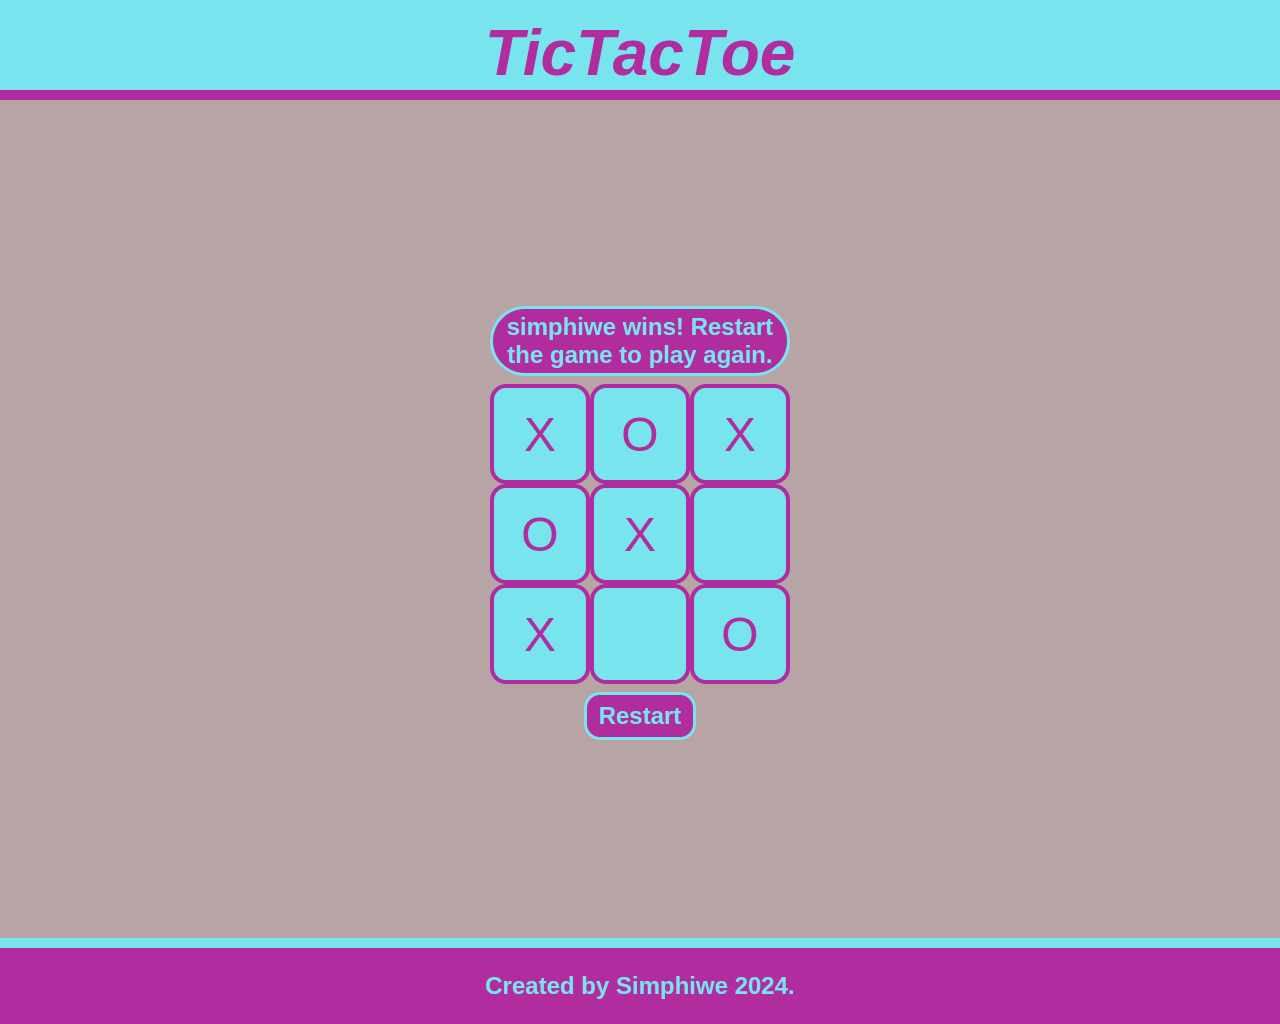 TicTacToe
simphiwe wins! Restart
the game to play again.
X O X
O X
X O
Restart
Created by Simphiwe 2024.